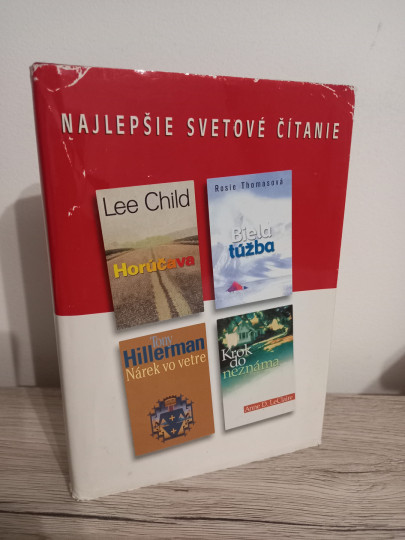 NAJLEPŠIE SVETOVÉ ČÍTANIE
Lee Child
Horúčava
Rosie Thomasová
Biela
túžba
Tony
Hillerman
Nárek vo vetre
Krok
do
neznáma
Anne D. LeClaire